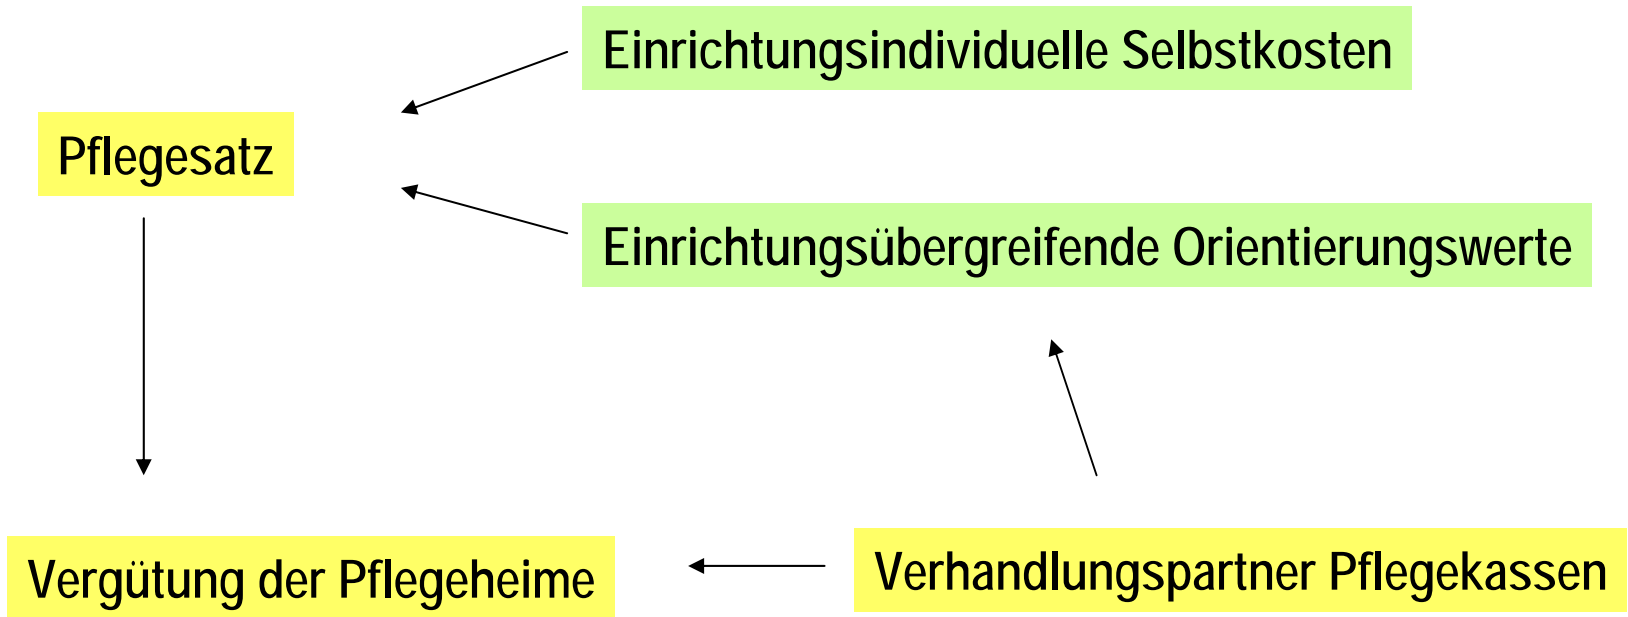 Einrichtungsindividuelle Selbstkosten
Pflegesatz
Einrichtungsübergreifende Orientierungswerte
Vergütung der Pflegeheime
Verhandlungspartner Pflegekassen